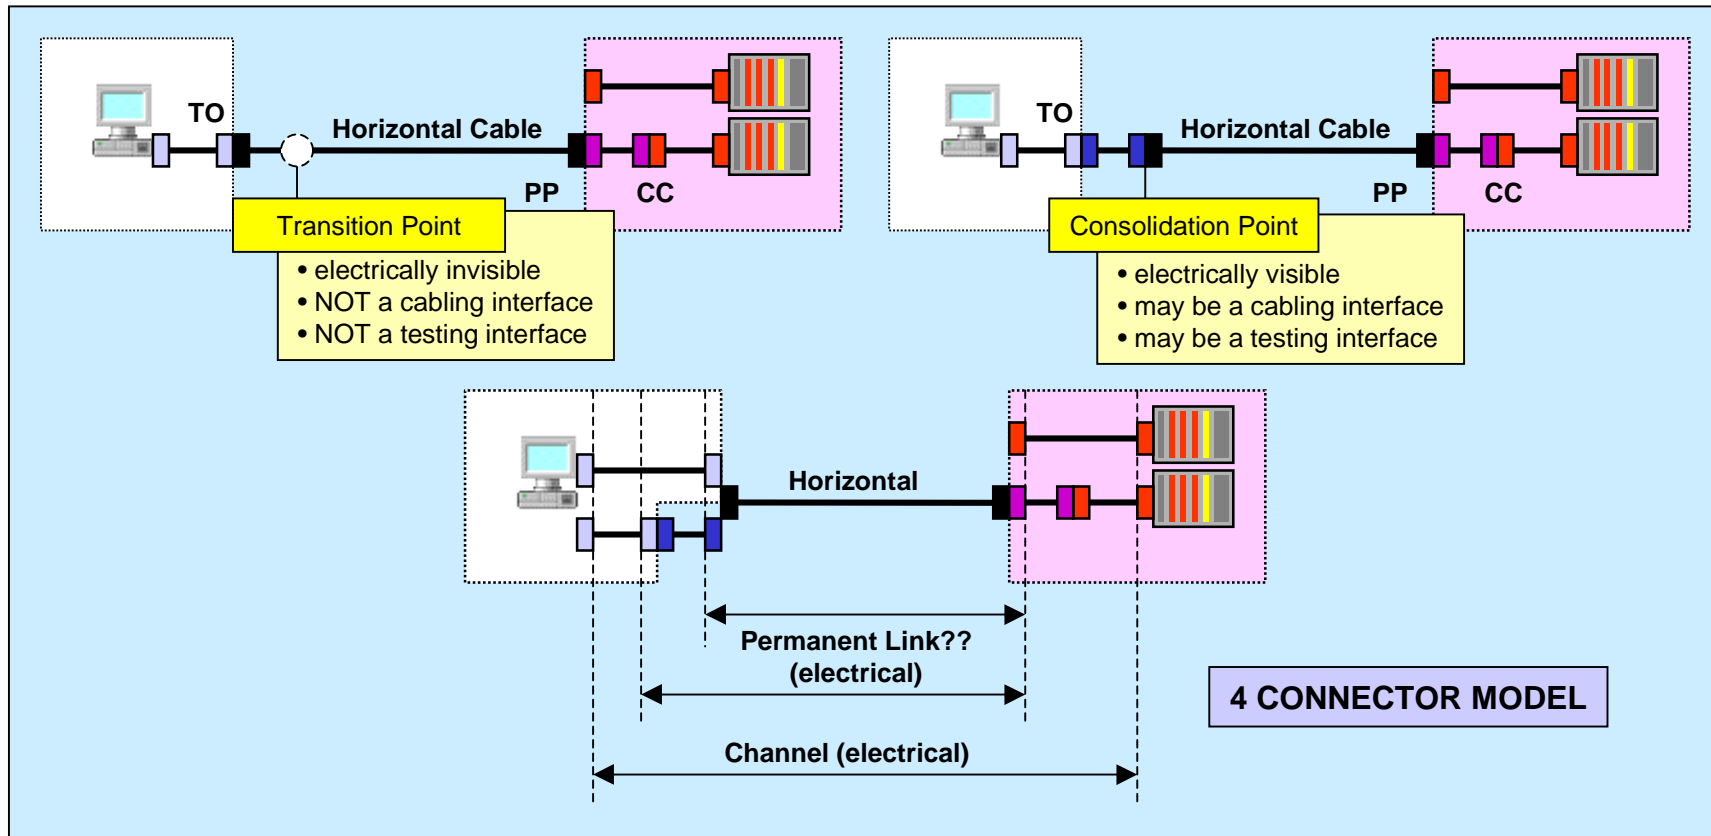 TO
Horizontal Cable
PP
CC
Transition Point
• electrically invisible
• NOT a cabling interface
• NOT a testing interface
TO
Horizontal Cable
PP
CC
Consolidation Point
• electrically visible
• may be a cabling interface
• may be a testing interface
Horizontal
Permanent Link??
(electrical)
Channel (electrical)
4 CONNECTOR MODEL